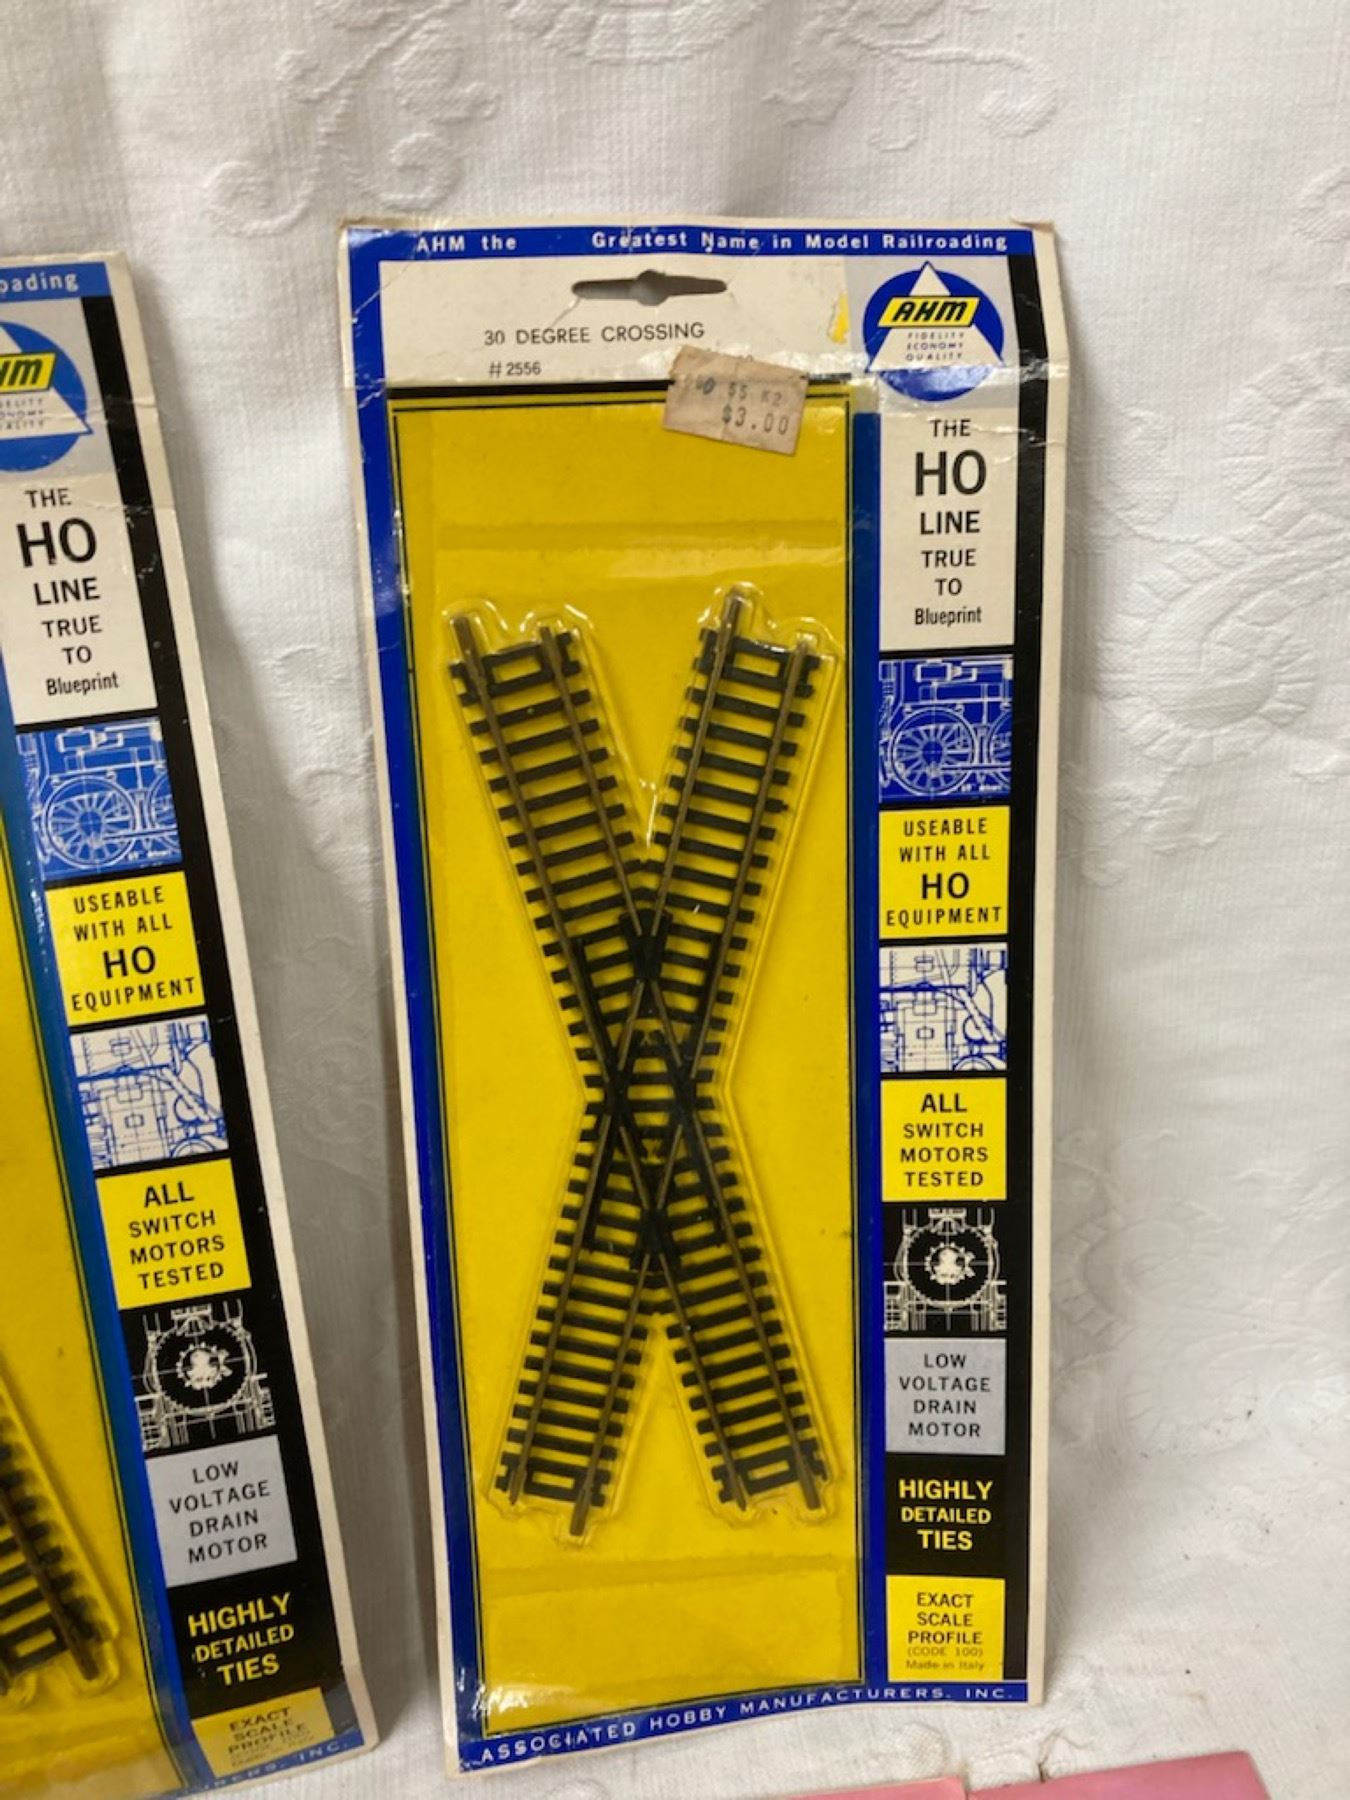 AHM the Greatest Name in Model Railroading
30 DEGREE CROSSING
# 2556
65 K2
$3.00
AHM
FIDELITY
ECONOMY
QUALITY
THE
HO
LINE
TRUE
TO
Blueprint
USEABLE
WITH ALL
HO
EQUIPMENT
ALL
SWITCH
MOTORS
TESTED
LOW
VOLTAGE
DRAIN
MOTOR
HIGHLY
DETAILED
TIES
EXACT
SCALE
PROFILE
(CODE 100)
Made in Italy
ASSOCIATED HOBBY MANUFACTURERS, INC.
oading
HM
THE
HO
LINE
TRUE
TO
Blueprint
USEABLE
WITH ALL
HO
EQUIPMENT
ALL
SWITCH
MOTORS
TESTED
LOW
VOLTAGE
DRAIN
MOTOR
HIGHLY
DETAILED
TIES
EXACT
SCALE
PROFILE
INC.